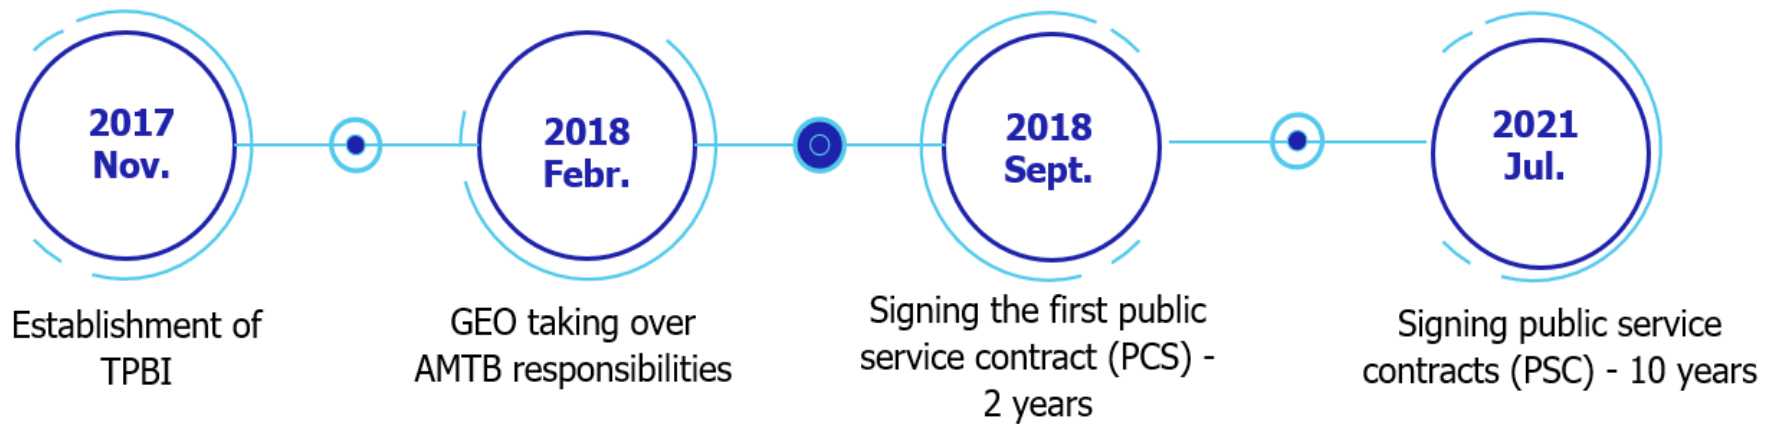 2017
Nov.
Establishment of
TPBI
2018
Febr.
GEO taking over
AMTB responsibilities
2018
Sept.
Signing the first public
service contract (PCS) -
2 years
2021
Jul.
Signing public service
contracts (PSC) - 10 years